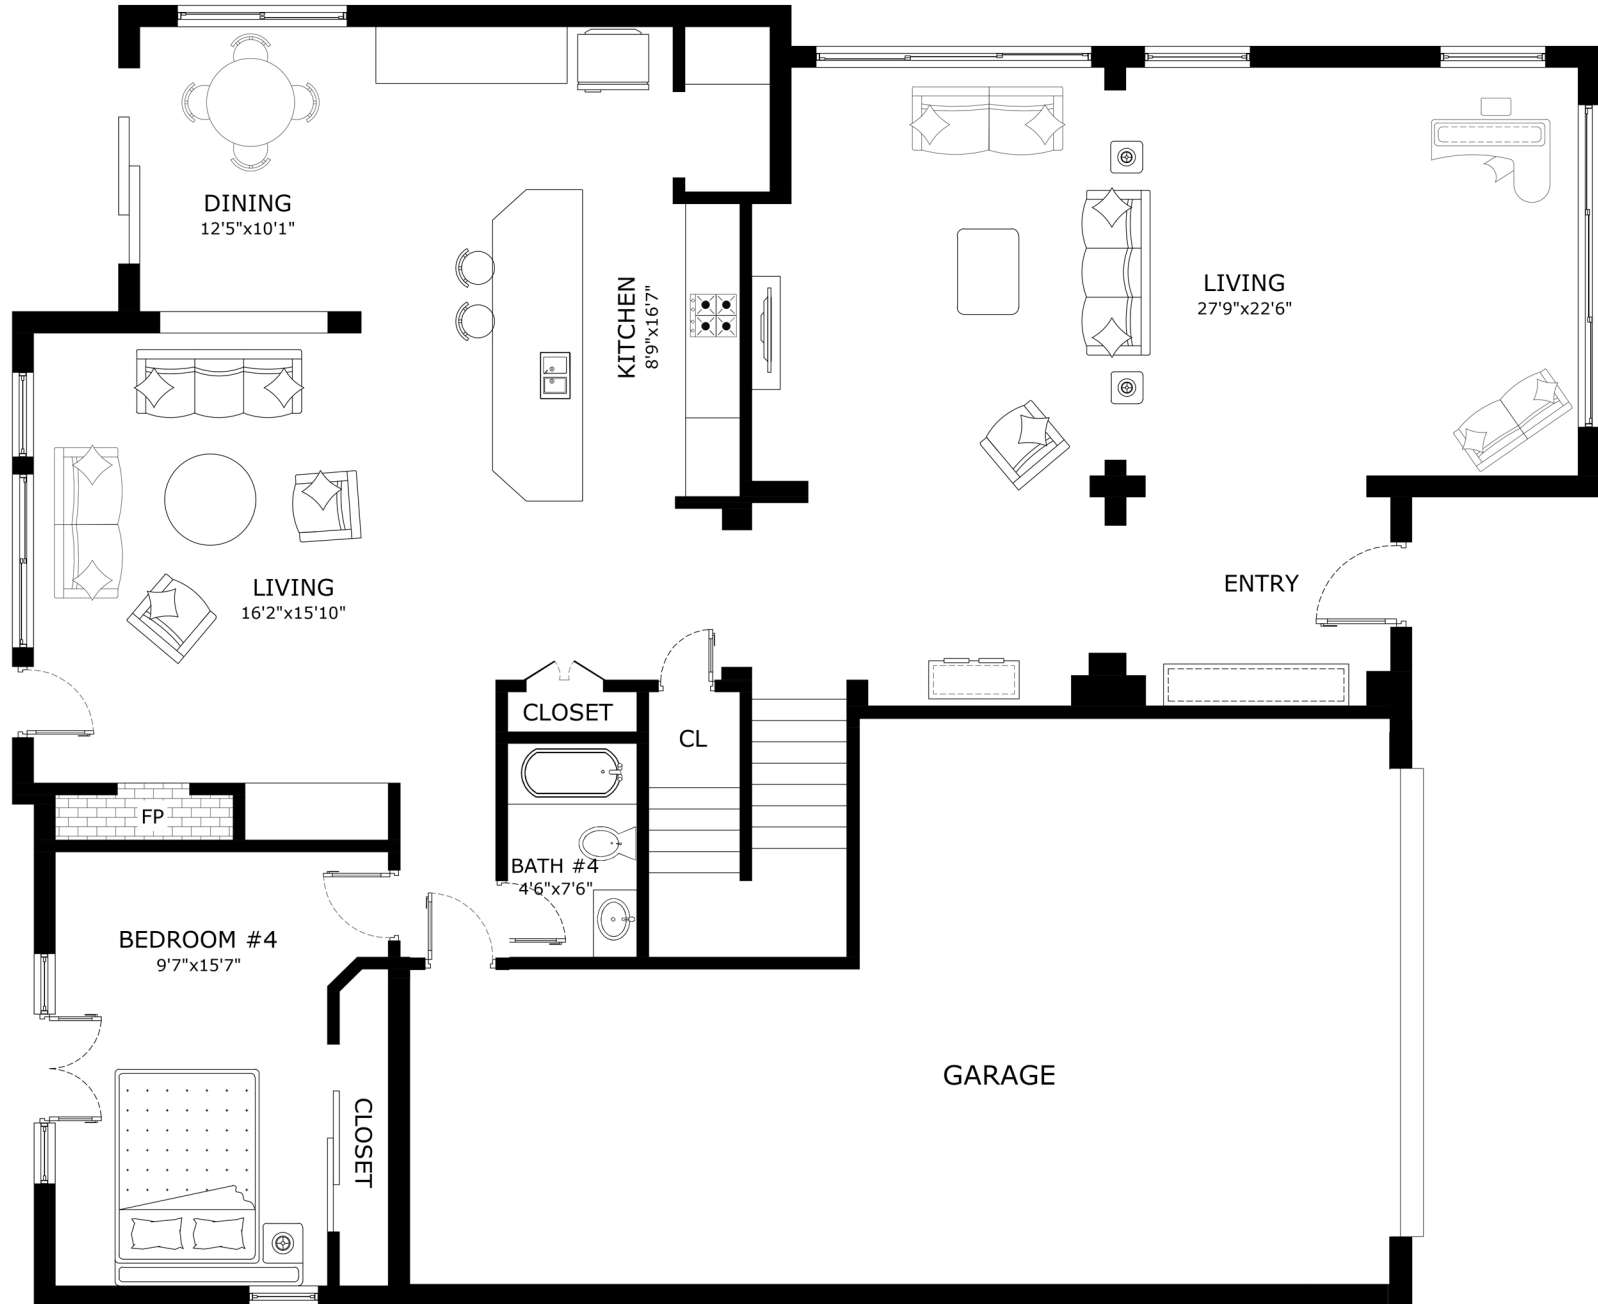 DINING
12'5"x10'1"
KITCHEN
8'9"x16'7"
LIVING
27'9"x22'6"
LIVING
16'2"x15'10"
ENTRY
CLOSET
CL
FP
BATH #4
4'6"x7'6"
BEDROOM #4
9'7"x15'7"
CLOSET
GARAGE